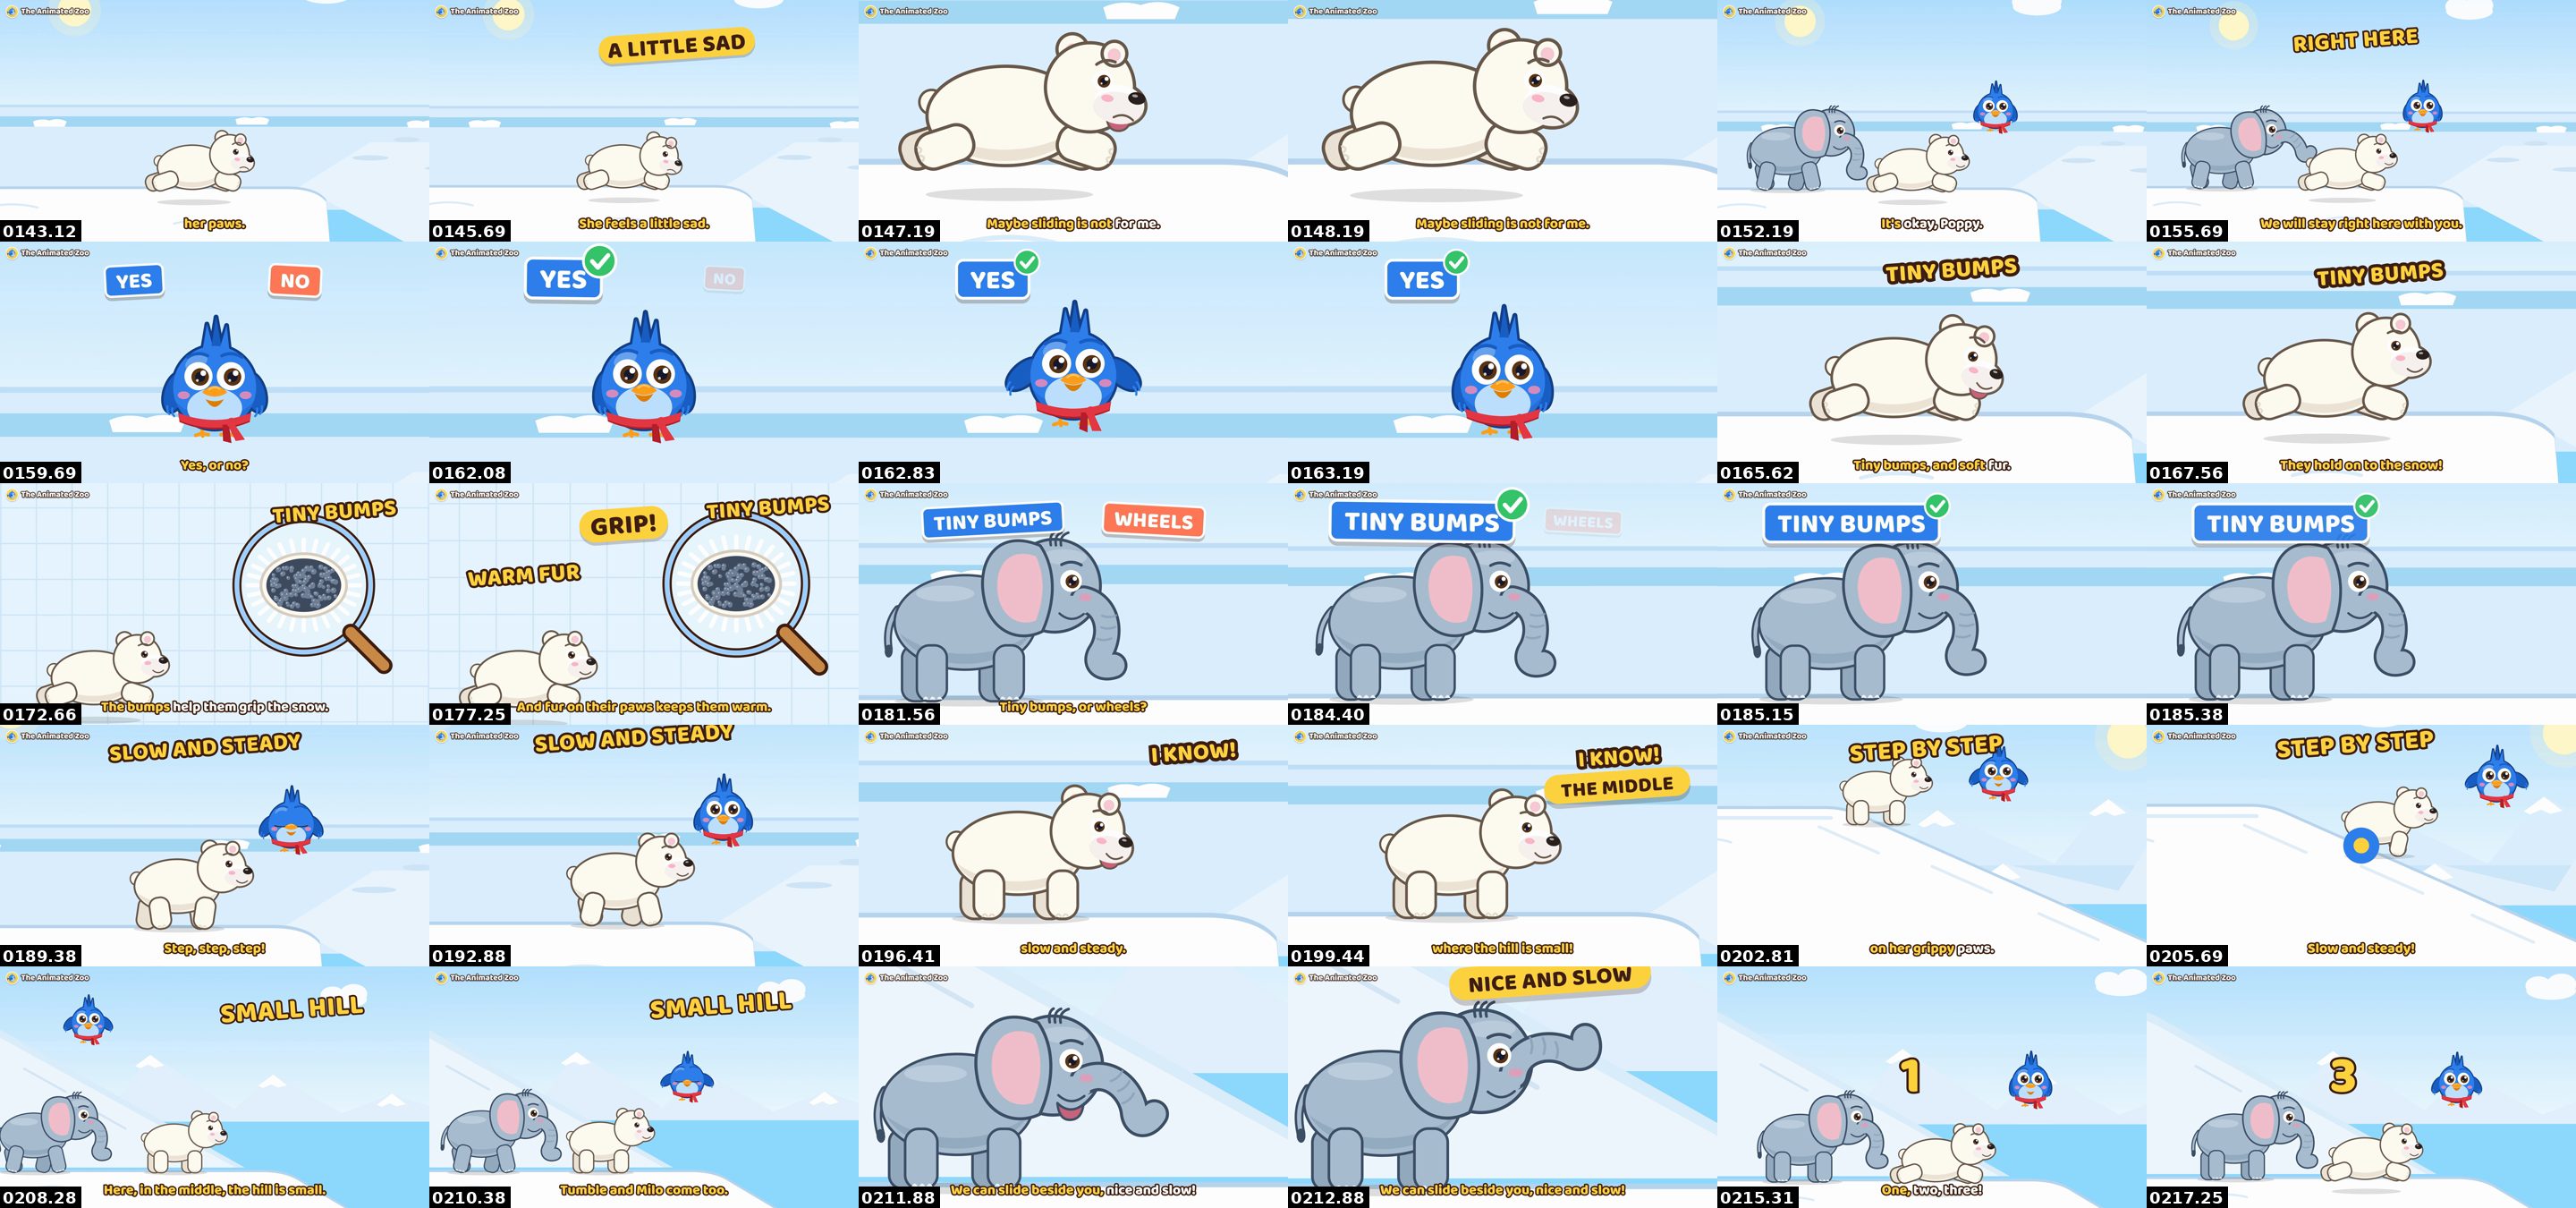 The Animated Zoo
her paws.
0143.12
The Animated Zoo
A LITTLE SAD
She feels a little sad.
0145.69
The Animated Zoo
Maybe sliding is not for me.
0147.19
The Animated Zoo
Maybe sliding is not for me.
0148.19
The Animated Zoo
It's okay, Poppy.
0152.19
The Animated Zoo
RIGHT HERE
We will stay right here with you.
0155.69
The Animated Zoo
YES
NO
Yes, or no?
0159.69
The Animated Zoo
YES
NO
0162.08
The Animated Zoo
YES
0162.83
The Animated Zoo
YES
0163.19
The Animated Zoo
TINY BUMPS
Tiny bumps, and soft fur.
0165.62
The Animated Zoo
TINY BUMPS
They hold on to the snow!
0167.56
The Animated Zoo
TINY BUMPS
The bumps help them grip the snow.
0172.66
The Animated Zoo
TINY BUMPS
GRIP!
WARM FUR
And fur on their paws keeps them warm.
0177.25
The Animated Zoo
TINY BUMPS
WHEELS
Tiny bumps, or wheels?
0181.56
The Animated Zoo
TINY BUMPS
WHEELS
0184.40
The Animated Zoo
TINY BUMPS
0185.15
The Animated Zoo
TINY BUMPS
0185.38
The Animated Zoo
SLOW AND STEADY
Step, step, step!
0189.38
The Animated Zoo
SLOW AND STEADY
0192.88
The Animated Zoo
I KNOW!
slow and steady.
0196.41
The Animated Zoo
I KNOW!
THE MIDDLE
where the hill is small!
0199.44
The Animated Zoo
STEP BY STEP
on her grippy paws.
0202.81
The Animated Zoo
STEP BY STEP
Slow and steady!
0205.69
The Animated Zoo
SMALL HILL
Here, in the middle, the hill is small.
0208.28
The Animated Zoo
SMALL HILL
Tumble and Milo come too.
0210.38
The Animated Zoo
We can slide beside you, nice and slow!
0211.88
The Animated Zoo
NICE AND SLOW
We can slide beside you, nice and slow!
0212.88
The Animated Zoo
1
One, two, three!
0215.31
The Animated Zoo
3
0217.25